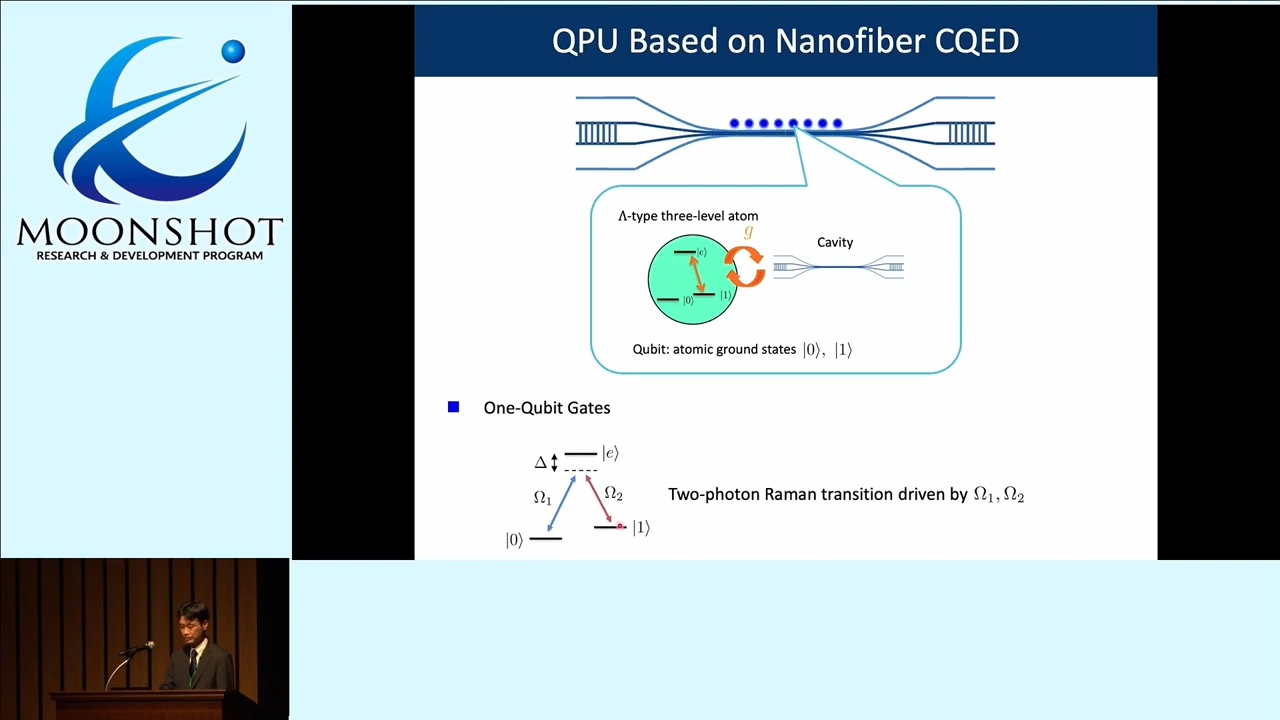 QPU Based on Nanofiber CQED
MOONSHOT
RESEARCH & DEVELOPMENT PROGRAM
Λ-type three-level atom
g
Cavity
|e⟩
|0⟩
|1⟩
Qubit: atomic ground states |0⟩, |1⟩
One-Qubit Gates
Δ
|e⟩
Ω₁
Ω₂
Two-photon Raman transition driven by Ω₁, Ω₂
|0⟩
|1⟩